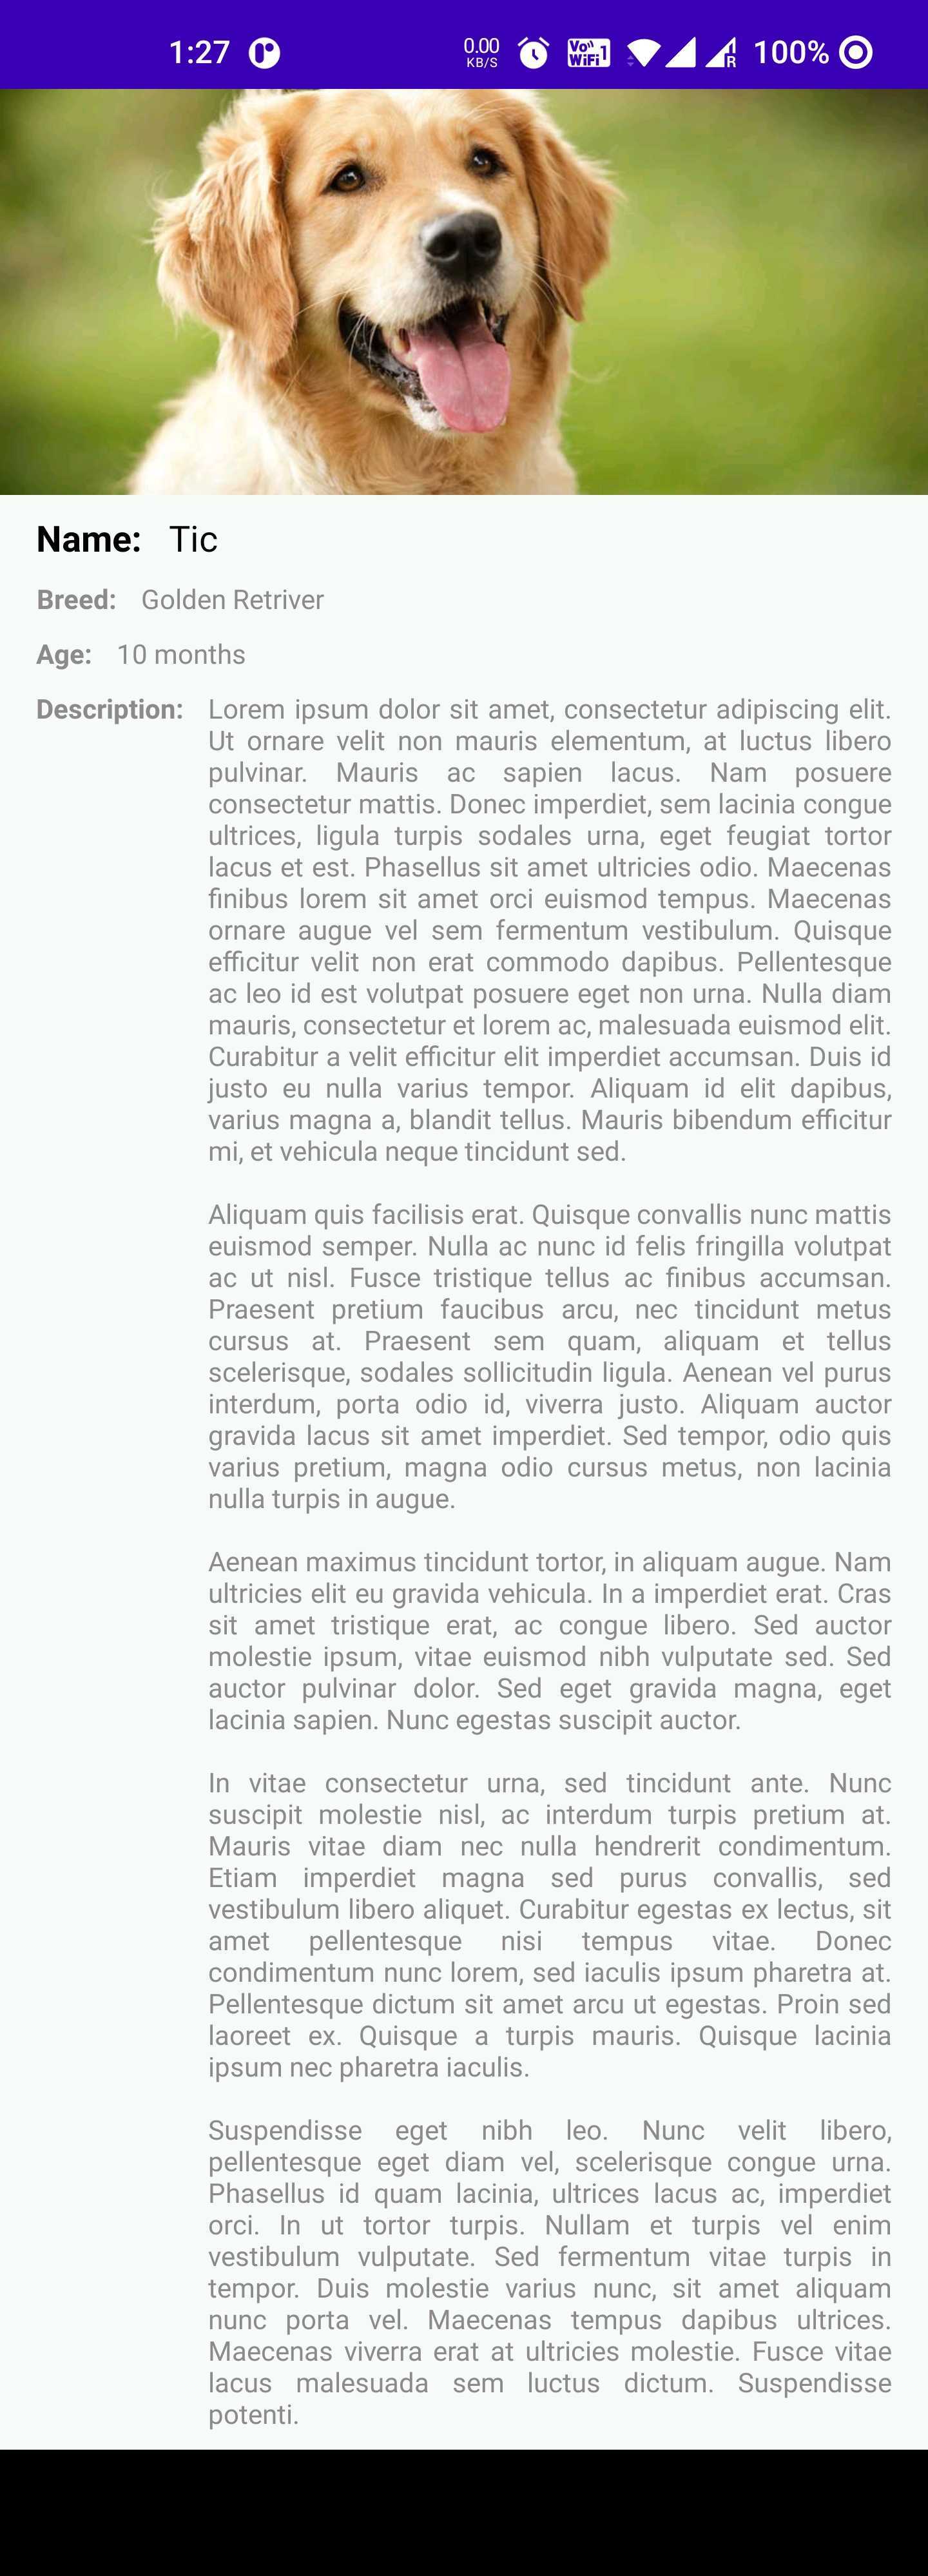 1:27
0.00
KB/S
Vo
WiFi 1
R
100%
Name: Tic
Breed: Golden Retriver
Age: 10 months
Description: Lorem ipsum dolor sit amet, consectetur adipiscing elit.
Ut ornare velit non mauris elementum, at luctus libero
pulvinar. Mauris ac sapien lacus. Nam posuere
consectetur mattis. Donec imperdiet, sem lacinia congue
ultrices, ligula turpis sodales urna, eget feugiat tortor
lacus et est. Phasellus sit amet ultricies odio. Maecenas
finibus lorem sit amet orci euismod tempus. Maecenas
ornare augue vel sem fermentum vestibulum. Quisque
efficitur velit non erat commodo dapibus. Pellentesque
ac leo id est volutpat posuere eget non urna. Nulla diam
mauris, consectetur et lorem ac, malesuada euismod elit.
Curabitur a velit efficitur elit imperdiet accumsan. Duis id
justo eu nulla varius tempor. Aliquam id elit dapibus,
varius magna a, blandit tellus. Mauris bibendum efficitur
mi, et vehicula neque tincidunt sed.
Aliquam quis facilisis erat. Quisque convallis nunc mattis
euismod semper. Nulla ac nunc id felis fringilla volutpat
ac ut nisl. Fusce tristique tellus ac finibus accumsan.
Praesent pretium faucibus arcu, nec tincidunt metus
cursus at. Praesent sem quam, aliquam et tellus
scelerisque, sodales sollicitudin ligula. Aenean vel purus
interdum, porta odio id, viverra justo. Aliquam auctor
gravida lacus sit amet imperdiet. Sed tempor, odio quis
varius pretium, magna odio cursus metus, non lacinia
nulla turpis in augue.
Aenean maximus tincidunt tortor, in aliquam augue. Nam
ultricies elit eu gravida vehicula. In a imperdiet erat. Cras
sit amet tristique erat, ac congue libero. Sed auctor
molestie ipsum, vitae euismod nibh vulputate sed. Sed
auctor pulvinar dolor. Sed eget gravida magna, eget
lacinia sapien. Nunc egestas suscipit auctor.
In vitae consectetur urna, sed tincidunt ante. Nunc
suscipit molestie nisl, ac interdum turpis pretium at.
Mauris vitae diam nec nulla hendrerit condimentum.
Etiam imperdiet magna sed purus convallis, sed
vestibulum libero aliquet. Curabitur egestas ex lectus, sit
amet pellentesque nisi tempus vitae. Donec
condimentum nunc lorem, sed iaculis ipsum pharetra at.
Pellentesque dictum sit amet arcu ut egestas. Proin sed
laoreet ex. Quisque a turpis mauris. Quisque lacinia
ipsum nec pharetra iaculis.
Suspendisse eget nibh leo. Nunc velit libero,
pellentesque eget diam vel, scelerisque congue urna.
Phasellus id quam lacinia, ultrices lacus ac, imperdiet
orci. In ut tortor turpis. Nullam et turpis vel enim
vestibulum vulputate. Sed fermentum vitae turpis in
tempor. Duis molestie varius nunc, sit amet aliquam
nunc porta vel. Maecenas tempus dapibus ultrices.
Maecenas viverra erat at ultricies molestie. Fusce vitae
lacus malesuada sem luctus dictum. Suspendisse
potenti.